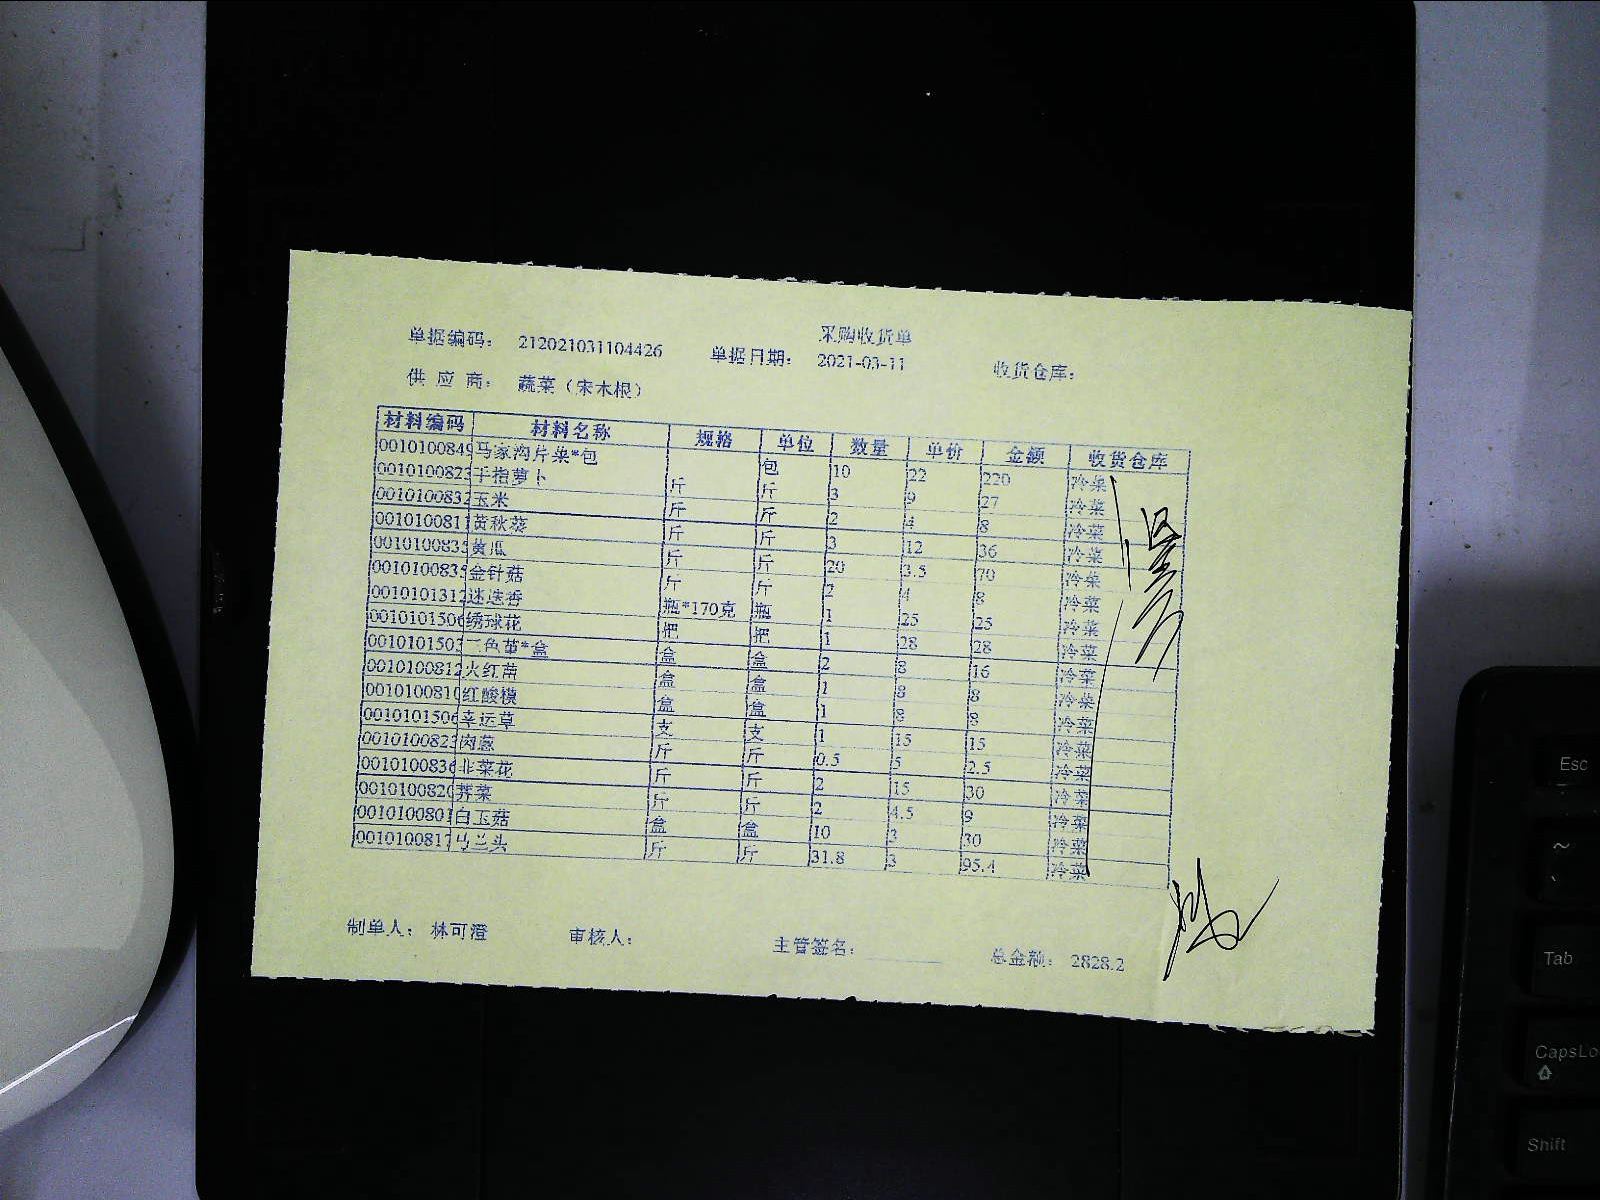 采购收货单
单据编码： 212021031104426 单据日期： 2021-03-11 收货仓库：
供 应 商： 蔬菜（宋木根）
材料编码 材料名称 规格 单位 数量 单价 金额 收货仓库
0010100849 马家沟芹菜*包 包 10 22 220 冷菜
0010100823 手指萝卜 斤 斤 3 9 27 冷菜
0010100832 玉米 斤 斤 2 4 8 冷菜
0010100811 黄秋葵 斤 斤 3 12 36 冷菜
0010100835 黄瓜 斤 斤 20 3.5 70 冷菜
0010100835 金针菇 斤 斤 2 4 8 冷菜
0010101312 迷迭香 瓶*170克 瓶 1 25 25 冷菜
0010101506 绣球花 把 把 1 28 28 冷菜
0010101503 三色堇*盒 盒 盒 2 8 16 冷菜
0010100812 火红苗 盒 盒 1 8 8 冷菜
0010100810 红酸模 盒 盒 1 8 8 冷菜
0010101506 幸运草 支 支 1 15 15 冷菜
0010100823 肉葱 斤 斤 0.5 5 2.5 冷菜
0010100836 韭菜花 斤 斤 2 15 30 冷菜
0010100820 荠菜 斤 斤 2 4.5 9 冷菜
0010100801 白玉菇 盒 盒 10 3 30 冷菜
0010100817 马兰头 斤 斤 31.8 3 95.4 冷菜
制单人： 林可澄 审核人： 主管签名： 总金额： 2828.2